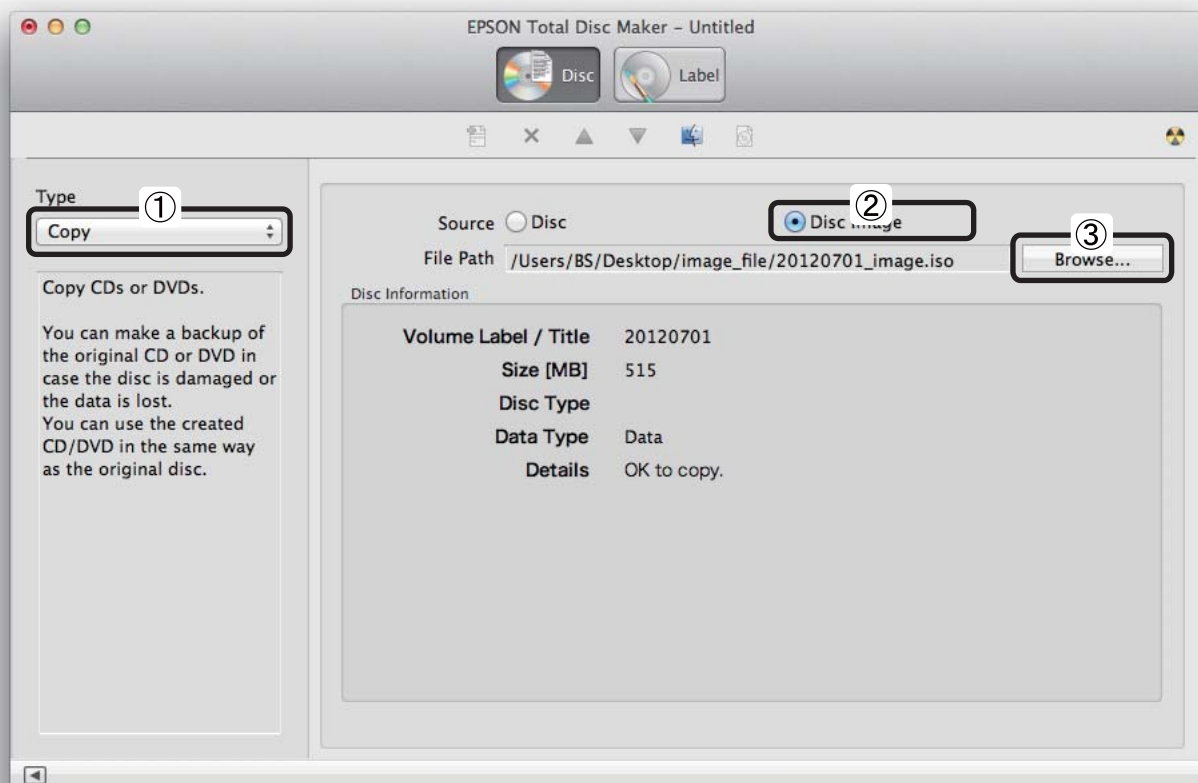 EPSON Total Disc Maker – Untitled
Disc
Label
Type
①
Copy
Copy CDs or DVDs.
You can make a backup of
the original CD or DVD in
case the disc is damaged or
the data is lost.
You can use the created
CD/DVD in the same way
as the original disc.
Source Disc ② Disc Image
File Path /Users/BS/Desktop/image_file/20120701_image.iso ③ Browse...
Disc Information
Volume Label / Title 20120701
Size [MB] 515
Disc Type
Data Type Data
Details OK to copy.